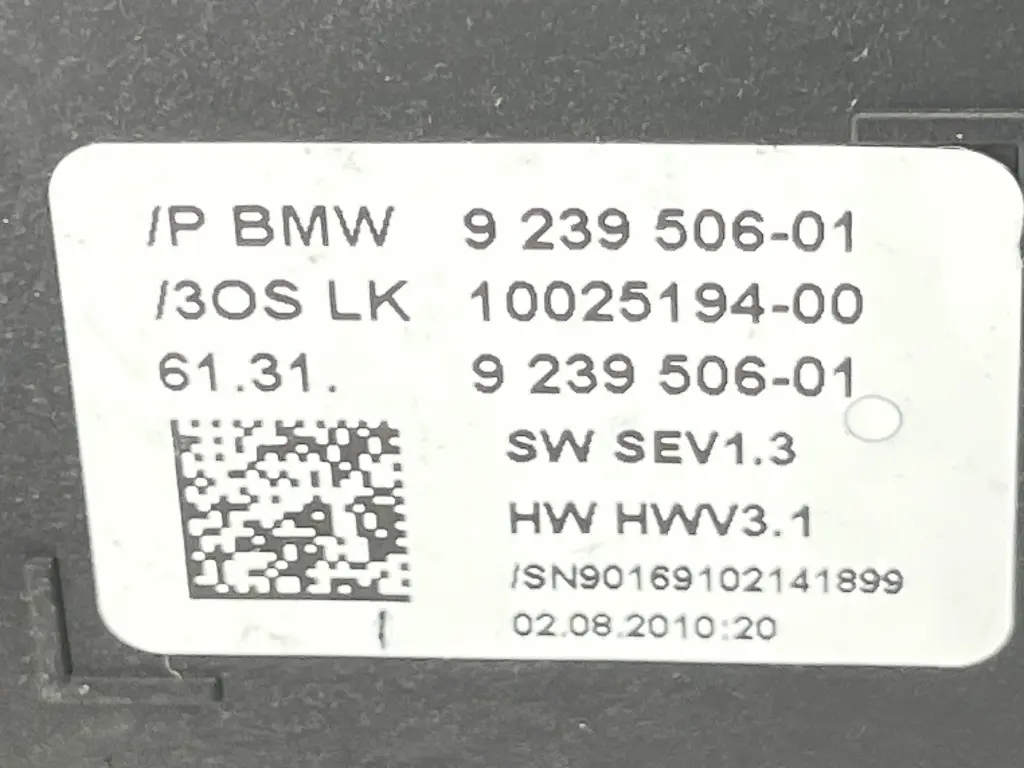 /P BMW 9 239 506-01
/3OS LK 10025194-00
61.31. 9 239 506-01
SW SEV1.3
HW HWV3.1
/SN90169102141899
02.08.2010:20